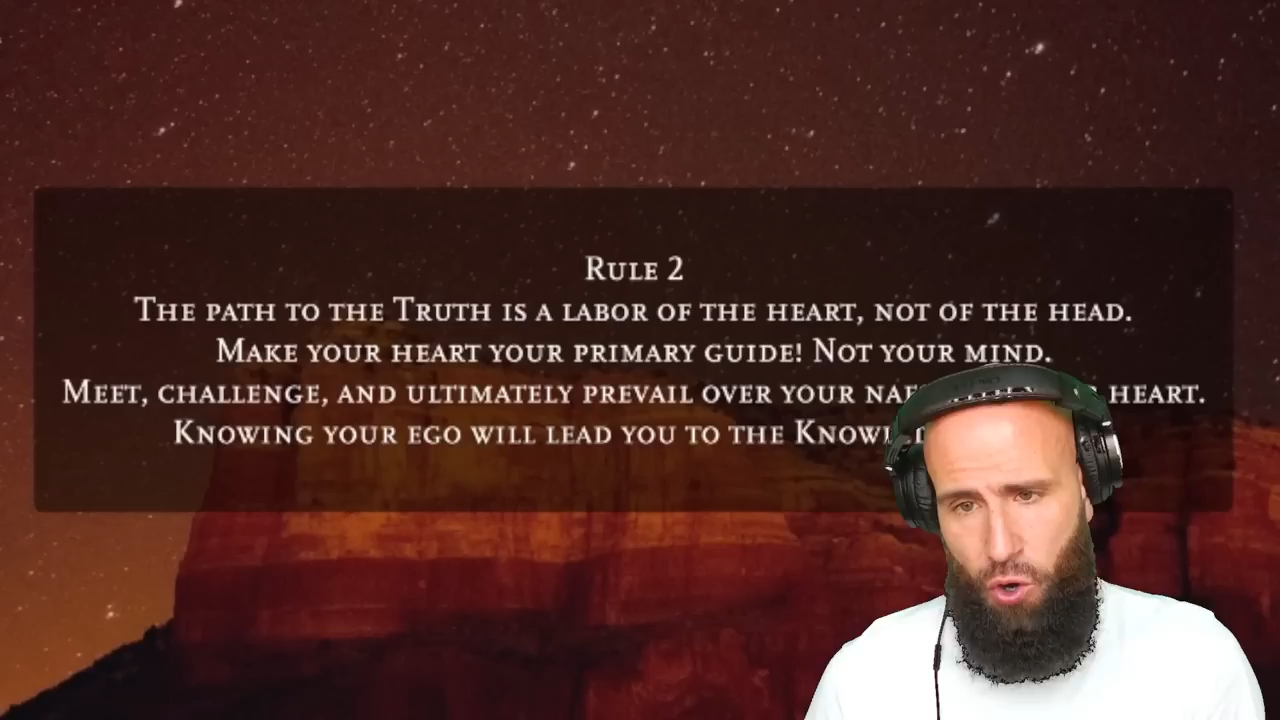 Rule 2
The path to the Truth is a labor of the heart, not of the head.
Make your heart your primary guide! Not your mind.
Meet, challenge, and ultimately prevail over your heart.
Knowing your ego will lead you to the